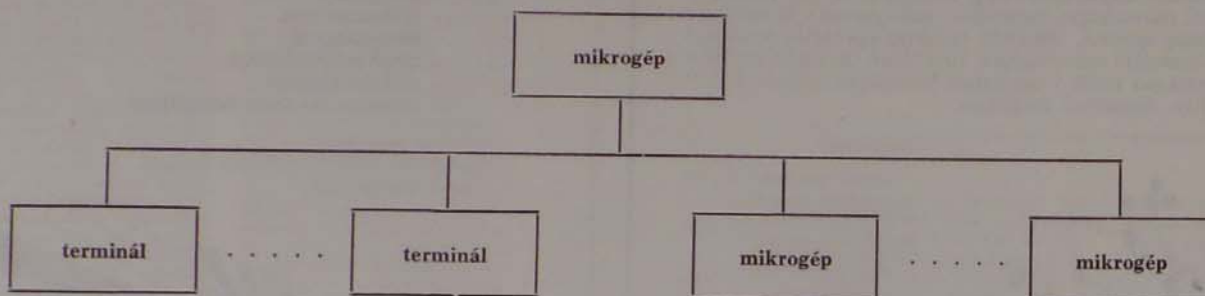 mikrogép
terminál . . . . . terminál mikrogép . . . . . mikrogép